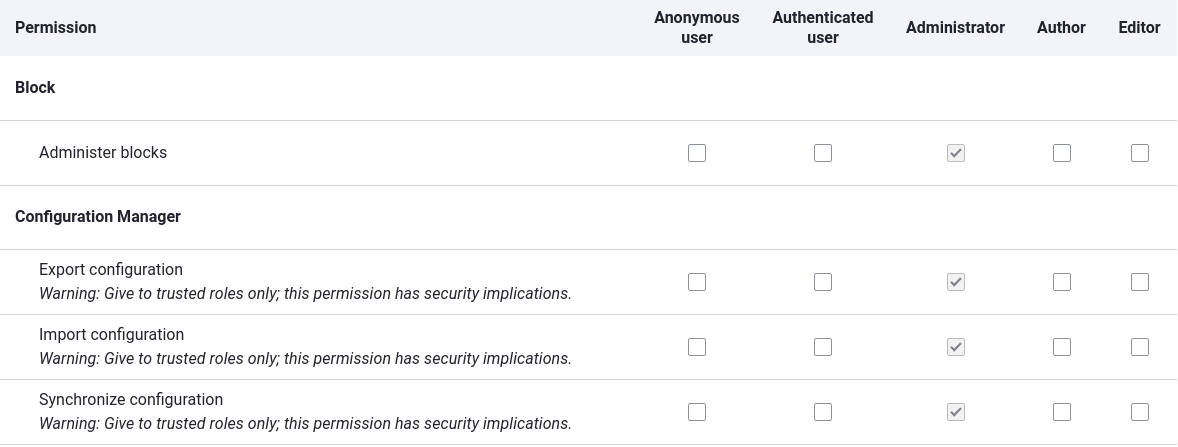 Permission
Anonymous user
Authenticated user
Administrator
Author
Editor
Block
Administer blocks
Configuration Manager
Export configuration
Warning: Give to trusted roles only; this permission has security implications.
Import configuration
Warning: Give to trusted roles only; this permission has security implications.
Synchronize configuration
Warning: Give to trusted roles only; this permission has security implications.